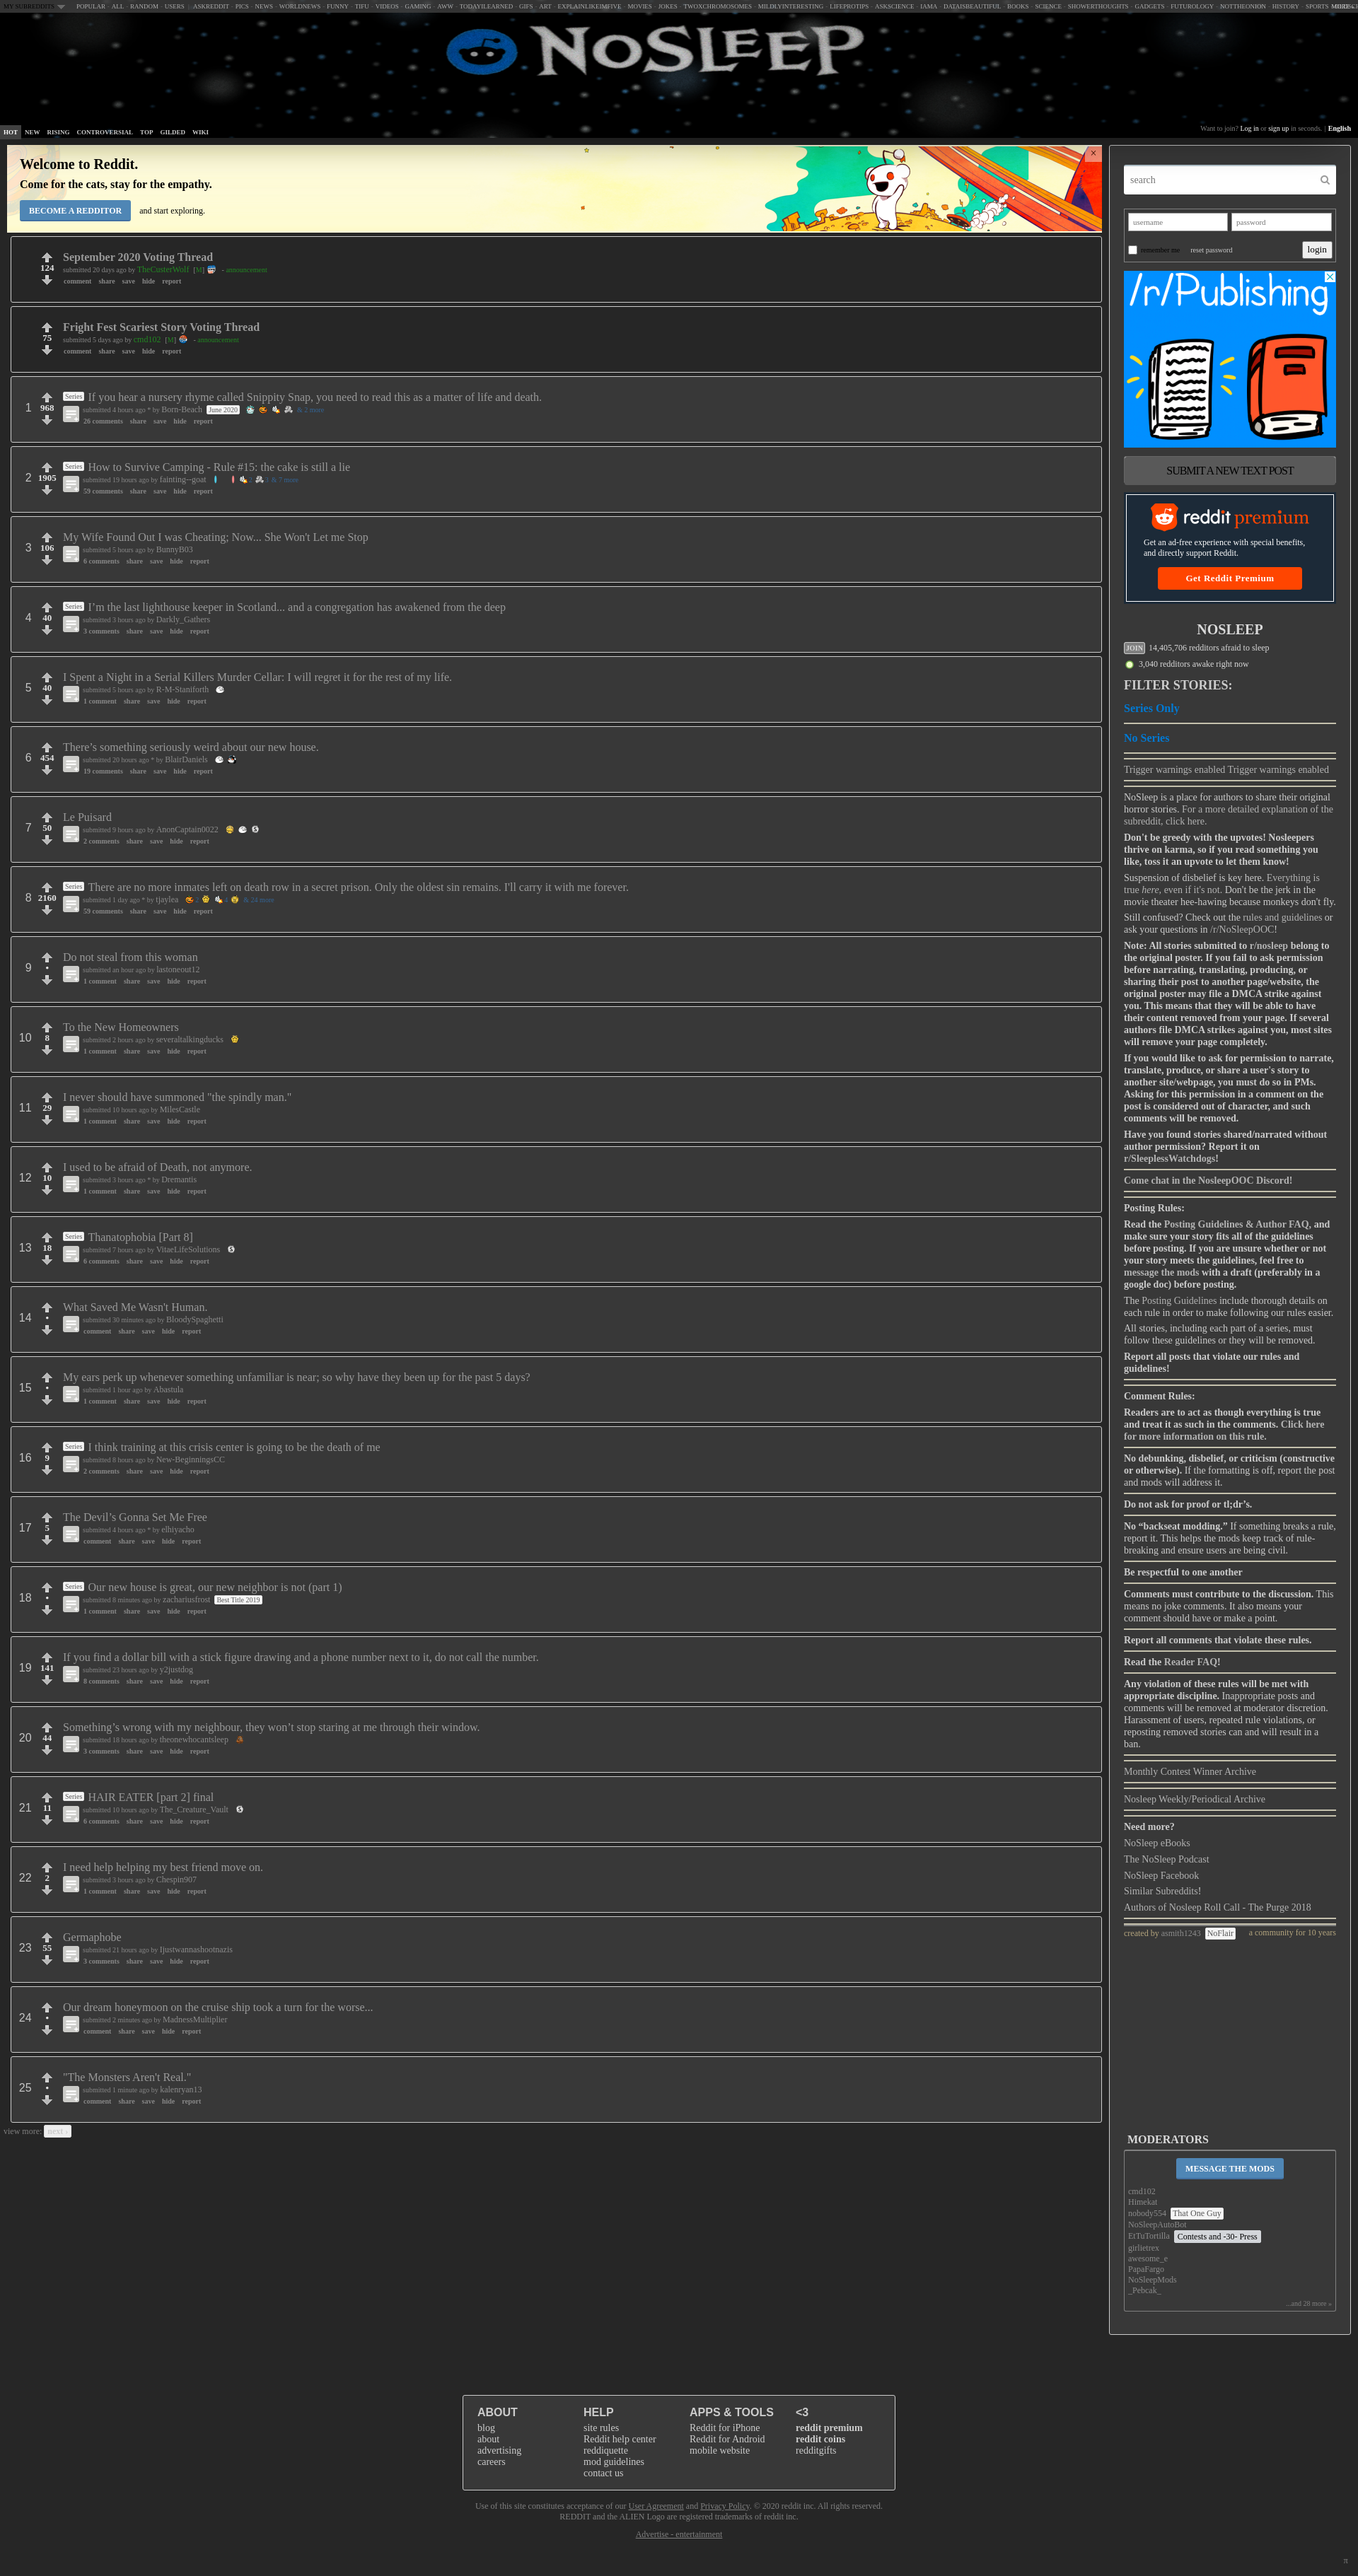 MY SUBREDDITS POPULAR · ALL · RANDOM · USERS ASKREDDIT · PICS · NEWS · WORLDNEWS · FUNNY · TIFU · VIDEOS · GAMING · AWW · TODAYILEARNED · GIFS · ART · EXPLAINLIKEIMFIVE · MOVIES · JOKES · TWOXCHROMOSOMES · MILDLYINTERESTING · LIFEPROTIPS · ASKSCIENCE · IAMA · DATAISBEAUTIFUL · BOOKS · SCIENCE · SHOWERTHOUGHTS · GADGETS · FUTUROLOGY · NOTTHEONION · HISTORY · SPORTS
NOSLEEP
HOT NEW RISING CONTROVERSIAL TOP GILDED WIKI
Want to join? Log in or sign up in seconds. | English
Welcome to Reddit.
Come for the cats, stay for the empathy.
BECOME A REDDITOR and start exploring.
124
September 2020 Voting Thread
submitted 20 days ago by TheCusterWolf [M] - announcement
comment share save hide report
75
Fright Fest Scariest Story Voting Thread
submitted 5 days ago by cmd102 [M] - announcement
comment share save hide report
1 968
Series If you hear a nursery rhyme called Snippity Snap, you need to read this as a matter of life and death.
submitted 4 hours ago * by Born-Beach June 2020 & 2 more
26 comments share save hide report
2 1905
Series How to Survive Camping - Rule #15: the cake is still a lie
submitted 19 hours ago by fainting--goat & 7 more
59 comments share save hide report
3 106
My Wife Found Out I was Cheating; Now... She Won't Let me Stop
submitted 5 hours ago by BunnyB03
6 comments share save hide report
4 40
Series I’m the last lighthouse keeper in Scotland... and a congregation has awakened from the deep
submitted 3 hours ago by Darkly_Gathers
3 comments share save hide report
5 40
I Spent a Night in a Serial Killers Murder Cellar: I will regret it for the rest of my life.
submitted 5 hours ago by R-M-Staniforth
1 comment share save hide report
6 454
There’s something seriously weird about our new house.
submitted 20 hours ago * by BlairDaniels
19 comments share save hide report
7 50
Le Puisard
submitted 9 hours ago by AnonCaptain0022
2 comments share save hide report
8 2160
Series There are no more inmates left on death row in a secret prison. Only the oldest sin remains. I'll carry it with me forever.
submitted 1 day ago * by tjaylea & 24 more
59 comments share save hide report
9 •
Do not steal from this woman
submitted an hour ago by lastoneout12
1 comment share save hide report
10 8
To the New Homeowners
submitted 2 hours ago by severaltalkingducks
1 comment share save hide report
11 29
I never should have summoned "the spindly man."
submitted 10 hours ago by MilesCastle
1 comment share save hide report
12 10
I used to be afraid of Death, not anymore.
submitted 3 hours ago * by Dremantis
1 comment share save hide report
13 18
Series Thanatophobia [Part 8]
submitted 7 hours ago by VitaeLifeSolutions
6 comments share save hide report
14 •
What Saved Me Wasn't Human.
submitted 30 minutes ago by BloodySpaghetti
comment share save hide report
15 •
My ears perk up whenever something unfamiliar is near; so why have they been up for the past 5 days?
submitted 1 hour ago by Abastula
1 comment share save hide report
16 9
Series I think training at this crisis center is going to be the death of me
submitted 8 hours ago by New-BeginningsCC
2 comments share save hide report
17 5
The Devil’s Gonna Set Me Free
submitted 4 hours ago * by elhiyacho
comment share save hide report
18 •
Series Our new house is great, our new neighbor is not (part 1)
submitted 8 minutes ago by zachariusfrost Best Title 2019
1 comment share save hide report
19 141
If you find a dollar bill with a stick figure drawing and a phone number next to it, do not call the number.
submitted 23 hours ago by y2justdog
8 comments share save hide report
20 44
Something’s wrong with my neighbour, they won’t stop staring at me through their window.
submitted 18 hours ago by theonewhocantsleep
3 comments share save hide report
21 11
Series HAIR EATER [part 2] final
submitted 10 hours ago by The_Creature_Vault
6 comments share save hide report
22 2
I need help helping my best friend move on.
submitted 3 hours ago by Chespin907
1 comment share save hide report
23 55
Germaphobe
submitted 21 hours ago by Ijustwannashootnazis
3 comments share save hide report
24 •
Our dream honeymoon on the cruise ship took a turn for the worse...
submitted 2 minutes ago by MadnessMultiplier
comment share save hide report
25 •
"The Monsters Aren't Real."
submitted 1 minute ago by kalenryan13
comment share save hide report
view more: next ›
search
username password
remember me reset password login
/r/Publishing
SUBMIT A NEW TEXT POST
reddit premium
Get an ad-free experience with special benefits,
and directly support Reddit.
Get Reddit Premium
NOSLEEP
JOIN 14,405,706 redditors afraid to sleep
3,040 redditors awake right now
FILTER STORIES:
Series Only
No Series
Trigger warnings enabled Trigger warnings enabled
NoSleep is a place for authors to share their original
horror stories. For a more detailed explanation of the
subreddit, click here.
Don't be greedy with the upvotes! Nosleepers
thrive on karma, so if you read something you
like, toss it an upvote to let them know!
Suspension of disbelief is key here. Everything is
true here, even if it's not. Don't be the jerk in the
movie theater hee-hawing because monkeys don't fly.
Still confused? Check out the rules and guidelines or
ask your questions in /r/NoSleepOOC!
Note: All stories submitted to r/nosleep belong to
the original poster. If you fail to ask permission
before narrating, translating, producing, or
sharing their post to another page/website, the
original poster may file a DMCA strike against
you. This means that they will be able to have
their content removed from your page. If several
authors file DMCA strikes against you, most sites
will remove your page completely.
If you would like to ask for permission to narrate,
translate, produce, or share a user's story to
another site/webpage, you must do so in PMs.
Asking for this permission in a comment on the
post is considered out of character, and such
comments will be removed.
Have you found stories shared/narrated without
author permission? Report it on
r/SleeplessWatchdogs!
Come chat in the NosleepOOC Discord!
Posting Rules:
Read the Posting Guidelines & Author FAQ, and
make sure your story fits all of the guidelines
before posting. If you are unsure whether or not
your story meets the guidelines, feel free to
message the mods with a draft (preferably in a
google doc) before posting.
The Posting Guidelines include thorough details on
each rule in order to make following our rules easier.
All stories, including each part of a series, must
follow these guidelines or they will be removed.
Report all posts that violate our rules and
guidelines!
Comment Rules:
Readers are to act as though everything is true
and treat it as such in the comments. Click here
for more information on this rule.
No debunking, disbelief, or criticism (constructive
or otherwise). If the formatting is off, report the post
and mods will address it.
Do not ask for proof or tl;dr’s.
No “backseat modding.” If something breaks a rule,
report it. This helps the mods keep track of rule-
breaking and ensure users are being civil.
Be respectful to one another
Comments must contribute to the discussion. This
means no joke comments. It also means your
comment should have or make a point.
Report all comments that violate these rules.
Read the Reader FAQ!
Any violation of these rules will be met with
appropriate discipline. Inappropriate posts and
comments will be removed at moderator discretion.
Harassment of users, repeated rule violations, or
reposting removed stories can and will result in a
ban.
Monthly Contest Winner Archive
Nosleep Weekly/Periodical Archive
Need more?
NoSleep eBooks
The NoSleep Podcast
NoSleep Facebook
Similar Subreddits!
Authors of Nosleep Roll Call - The Purge 2018
created by asmith1243 NoFlair a community for 10 years
MODERATORS
MESSAGE THE MODS
cmd102
Himekat
nobody554 That One Guy
NoSleepAutoBot
EtTuTortilla Contests and -30- Press
girlietrex
awesome_e
PapaFargo
NoSleepMods
_Pebcak_
...and 28 more »
ABOUT
blog
about
advertising
careers
HELP
site rules
Reddit help center
reddiquette
mod guidelines
contact us
APPS & TOOLS
Reddit for iPhone
Reddit for Android
mobile website
<3
reddit premium
reddit coins
redditgifts
Use of this site constitutes acceptance of our User Agreement and Privacy Policy. © 2020 reddit inc. All rights reserved.
REDDIT and the ALIEN Logo are registered trademarks of reddit inc.
Advertise - entertainment
π